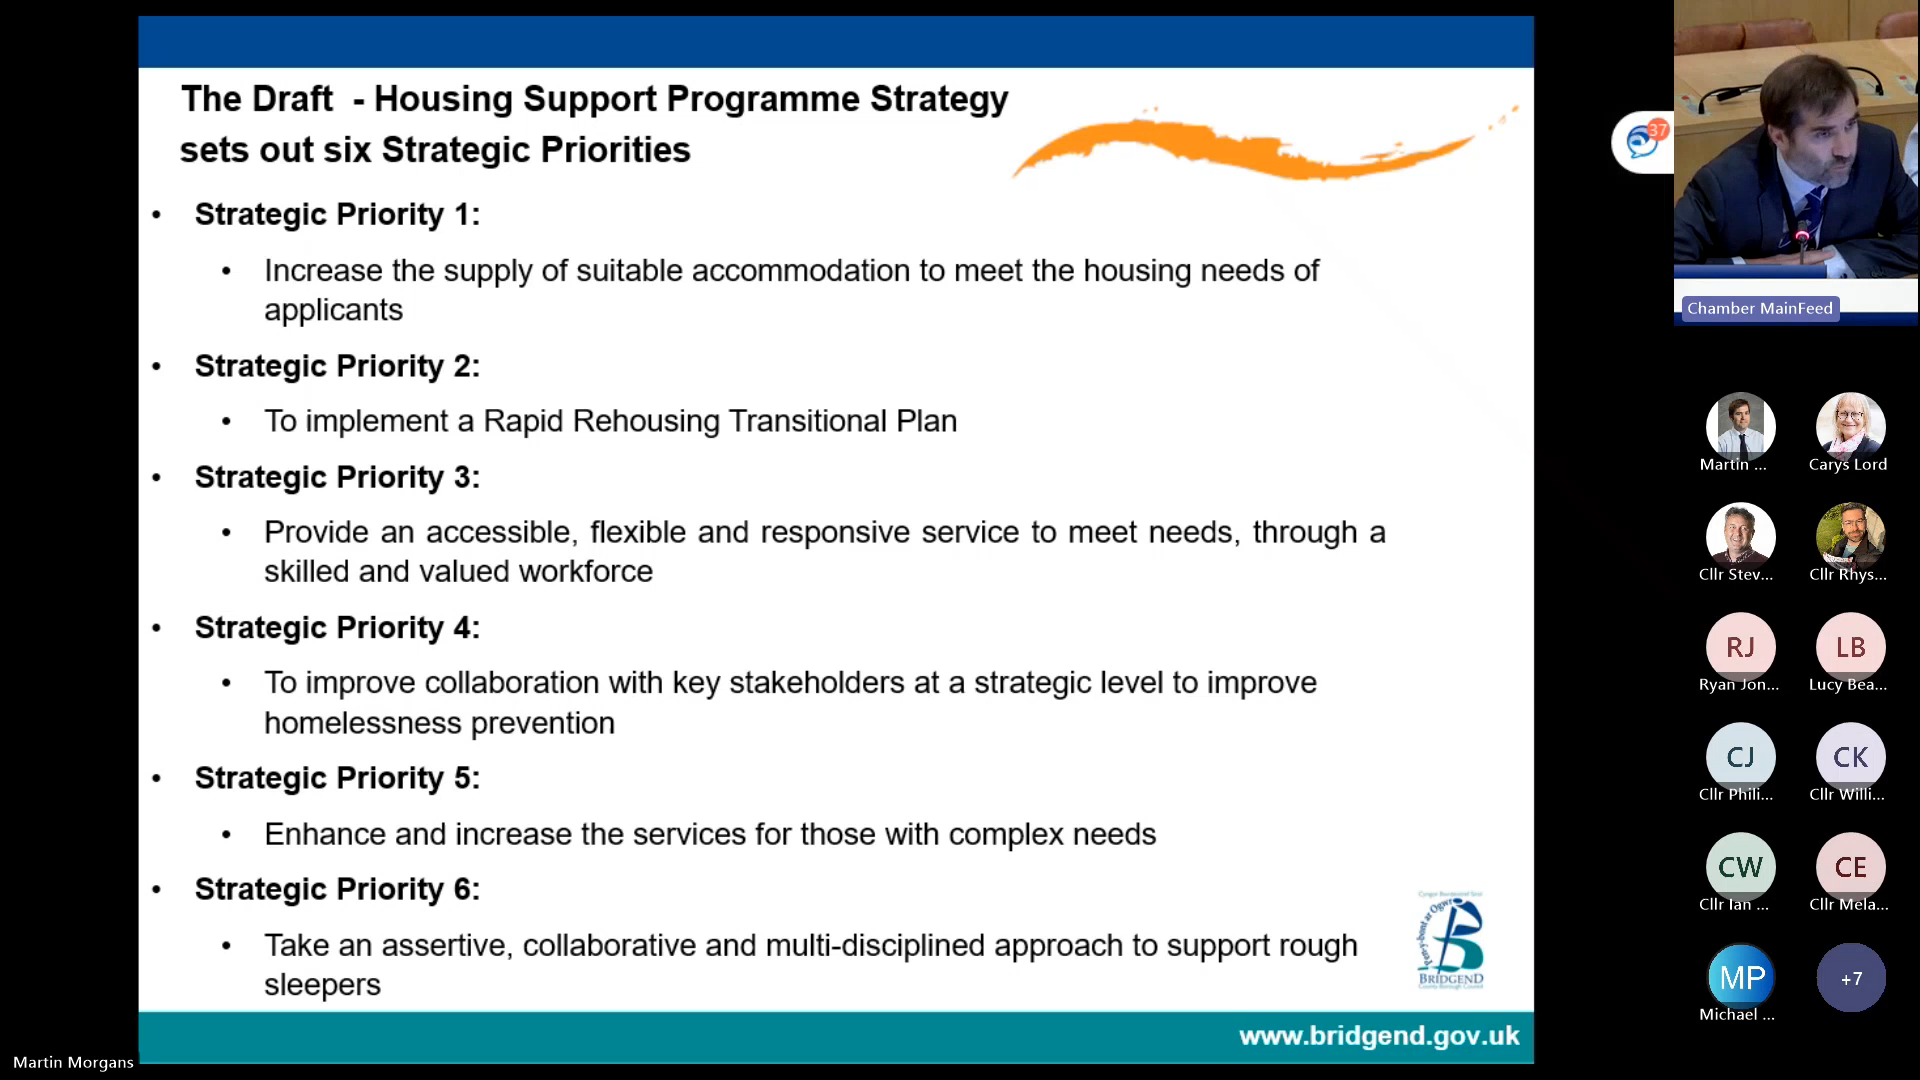 The Draft - Housing Support Programme Strategy
sets out six Strategic Priorities
• Strategic Priority 1:
• Increase the supply of suitable accommodation to meet the housing needs of
applicants
• Strategic Priority 2:
• To implement a Rapid Rehousing Transitional Plan
• Strategic Priority 3:
• Provide an accessible, flexible and responsive service to meet needs, through a
skilled and valued workforce
• Strategic Priority 4:
• To improve collaboration with key stakeholders at a strategic level to improve
homelessness prevention
• Strategic Priority 5:
• Enhance and increase the services for those with complex needs
• Strategic Priority 6:
• Take an assertive, collaborative and multi-disciplined approach to support rough
sleepers
BRIDGEND
www.bridgend.gov.uk
Martin Morgans
37
Chamber MainFeed
Martin ...
Carys Lord
Cllr Stev...
Cllr Rhys...
RJ
LB
Ryan Jon...
Lucy Bea...
CJ
CK
Cllr Phili...
Cllr Willi...
CW
CE
Cllr Ian ...
Cllr Mela...
MP
+7
Michael ...